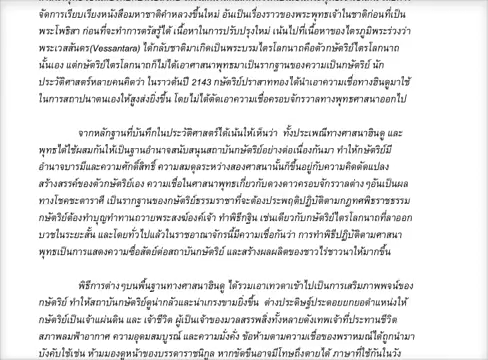 จัดการเรียบเรียงหนังสือมหาชาติคำหลวงขึ้นใหม่ อันเป็นเรื่องราวของพระพุทธเจ้าในชาติก่อนที่เป็น
พระโพธิสา ก่อนที่จะทำการตรัสรู้ได้ เนื้อหาในการปรับปรุงใหม่ เน้นไปที่เนื้อหาของไตรภูมิพระร่วงว่า
พระเวสสันดร(Vessantara) ได้กลับชาติมาเกิดเป็นพระบรมไตรโลกนาถคือตัวกษัตริย์ไตรโลกนาถ
นั้นเอง แต่กษัตริย์ไตรโลกนาถก็ไม่ได้เอาศาสนาพุทธมาเป็นรากฐานของความเป็นกษัตริย์ นัก
ประวัติศาสตร์หลายคนคิดว่า ในราวต้นปี 2143 กษัตริย์ปราสาททองได้นำเอาความเชื่อทางฮินดูมาใช้
ในการสถาปนาตนเองให้สูงส่งยิ่งขึ้น โดยไม่ได้ตัดเอาความเชื่อครอบจักรวาลทางพุทธศาสนาออกไป
จากหลักฐานที่บันทึกในประวัติศาสตร์ได้เน้นให้เห็นว่า ทั้งประเพณีทางศาสนาฮินดู และ
พุทธได้ใช้ผสมกันให้เป็นฐานอำนาจสนับสนุนสถาบันกษัตริย์อย่างต่อเนื่องกันมา ทำให้กษัตริย์มี
อำนาจบารมีและความศักดิ์สิทธิ์ ความสมดุลระหว่างสองศาสนานั้นก็ขึ้นอยู่กับความคิดดัดแปลง
สร้างสรรค์ของตัวกษัตริย์เอง ความเชื่อในศาสนาพุทธเกี่ยวกับดวงดาวครอบจักรวาลต่างๆอันเป็นผล
ทางโชคชะตาราศี เป็นรากฐานของกษัตริย์ธรรมราชาที่จะต้องประพฤติปฏิบัติตามกฎทศพิธราชธรรม
กษัตริย์ต้องทำบุญทำทานถวายพระสงฆ์องค์เจ้า ทำพิธีกฐิน เช่นเดียวกับกษัตริย์ไตรโลกนาถที่ลาออก
บวชในระยะสั้น และโดยทั่วไปแล้วในราชอาณาจักรนี้มีความเชื่อกันว่า การทำพิธีปฏิบัติตามศาสนา
พุทธเป็นการแสดงความซื่อสัตย์ต่อสถาบันกษัตริย์ และสร้างผลผลิตของชาวไร่ชาวนาให้มากขึ้น
พิธีการต่างๆบนพื้นฐานทางศาสนาฮินดู ได้รวมเอาเทวดาเข้าไปเป็นการเสริมภาพพจน์ของ
กษัตริย์ ทำให้สถาบันกษัตริย์ดูน่ากลัวและน่าเกรงขามยิ่งขึ้น ต่างประดิษฐ์ประดอยยกยอตำแหน่งให้
กษัตริย์เป็นเจ้าแผ่นดิน และ เจ้าชีวิต ผู้เป็นเจ้าของมวลสรรพสิ่งทั้งหลายดังเทพเจ้าที่ประทานชีวิต
สภาพลมฟ้าอากาศ ความอุดมสมบูรณ์ และความมั่งคั่ง ข้อห้ามตามความเชื่อของพราหมณ์ได้ถูกนำมา
บังคับใช้เช่น ห้ามมองดูหน้าของบรรดาราชนิกูล หากขัดขืนอาจมีโทษถึงตายได้ ภาษาที่ใช้กันในวัง